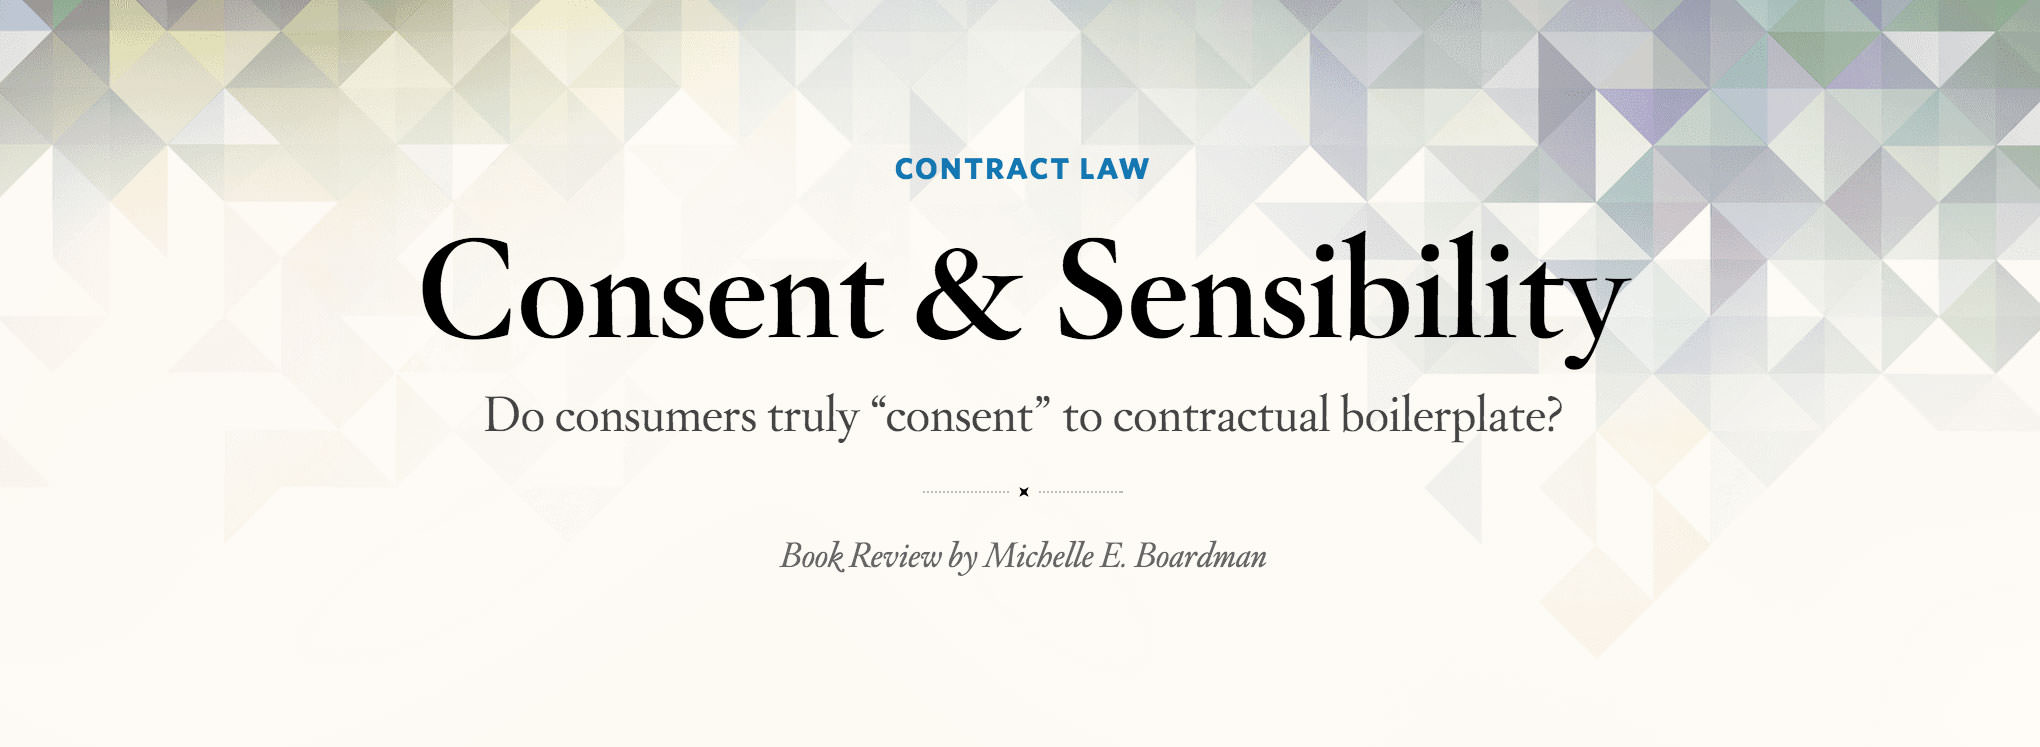 CONTRACT LAW
Consent & Sensibility
Do consumers truly “consent” to contractual boilerplate?
Book Review by Michelle E. Boardman